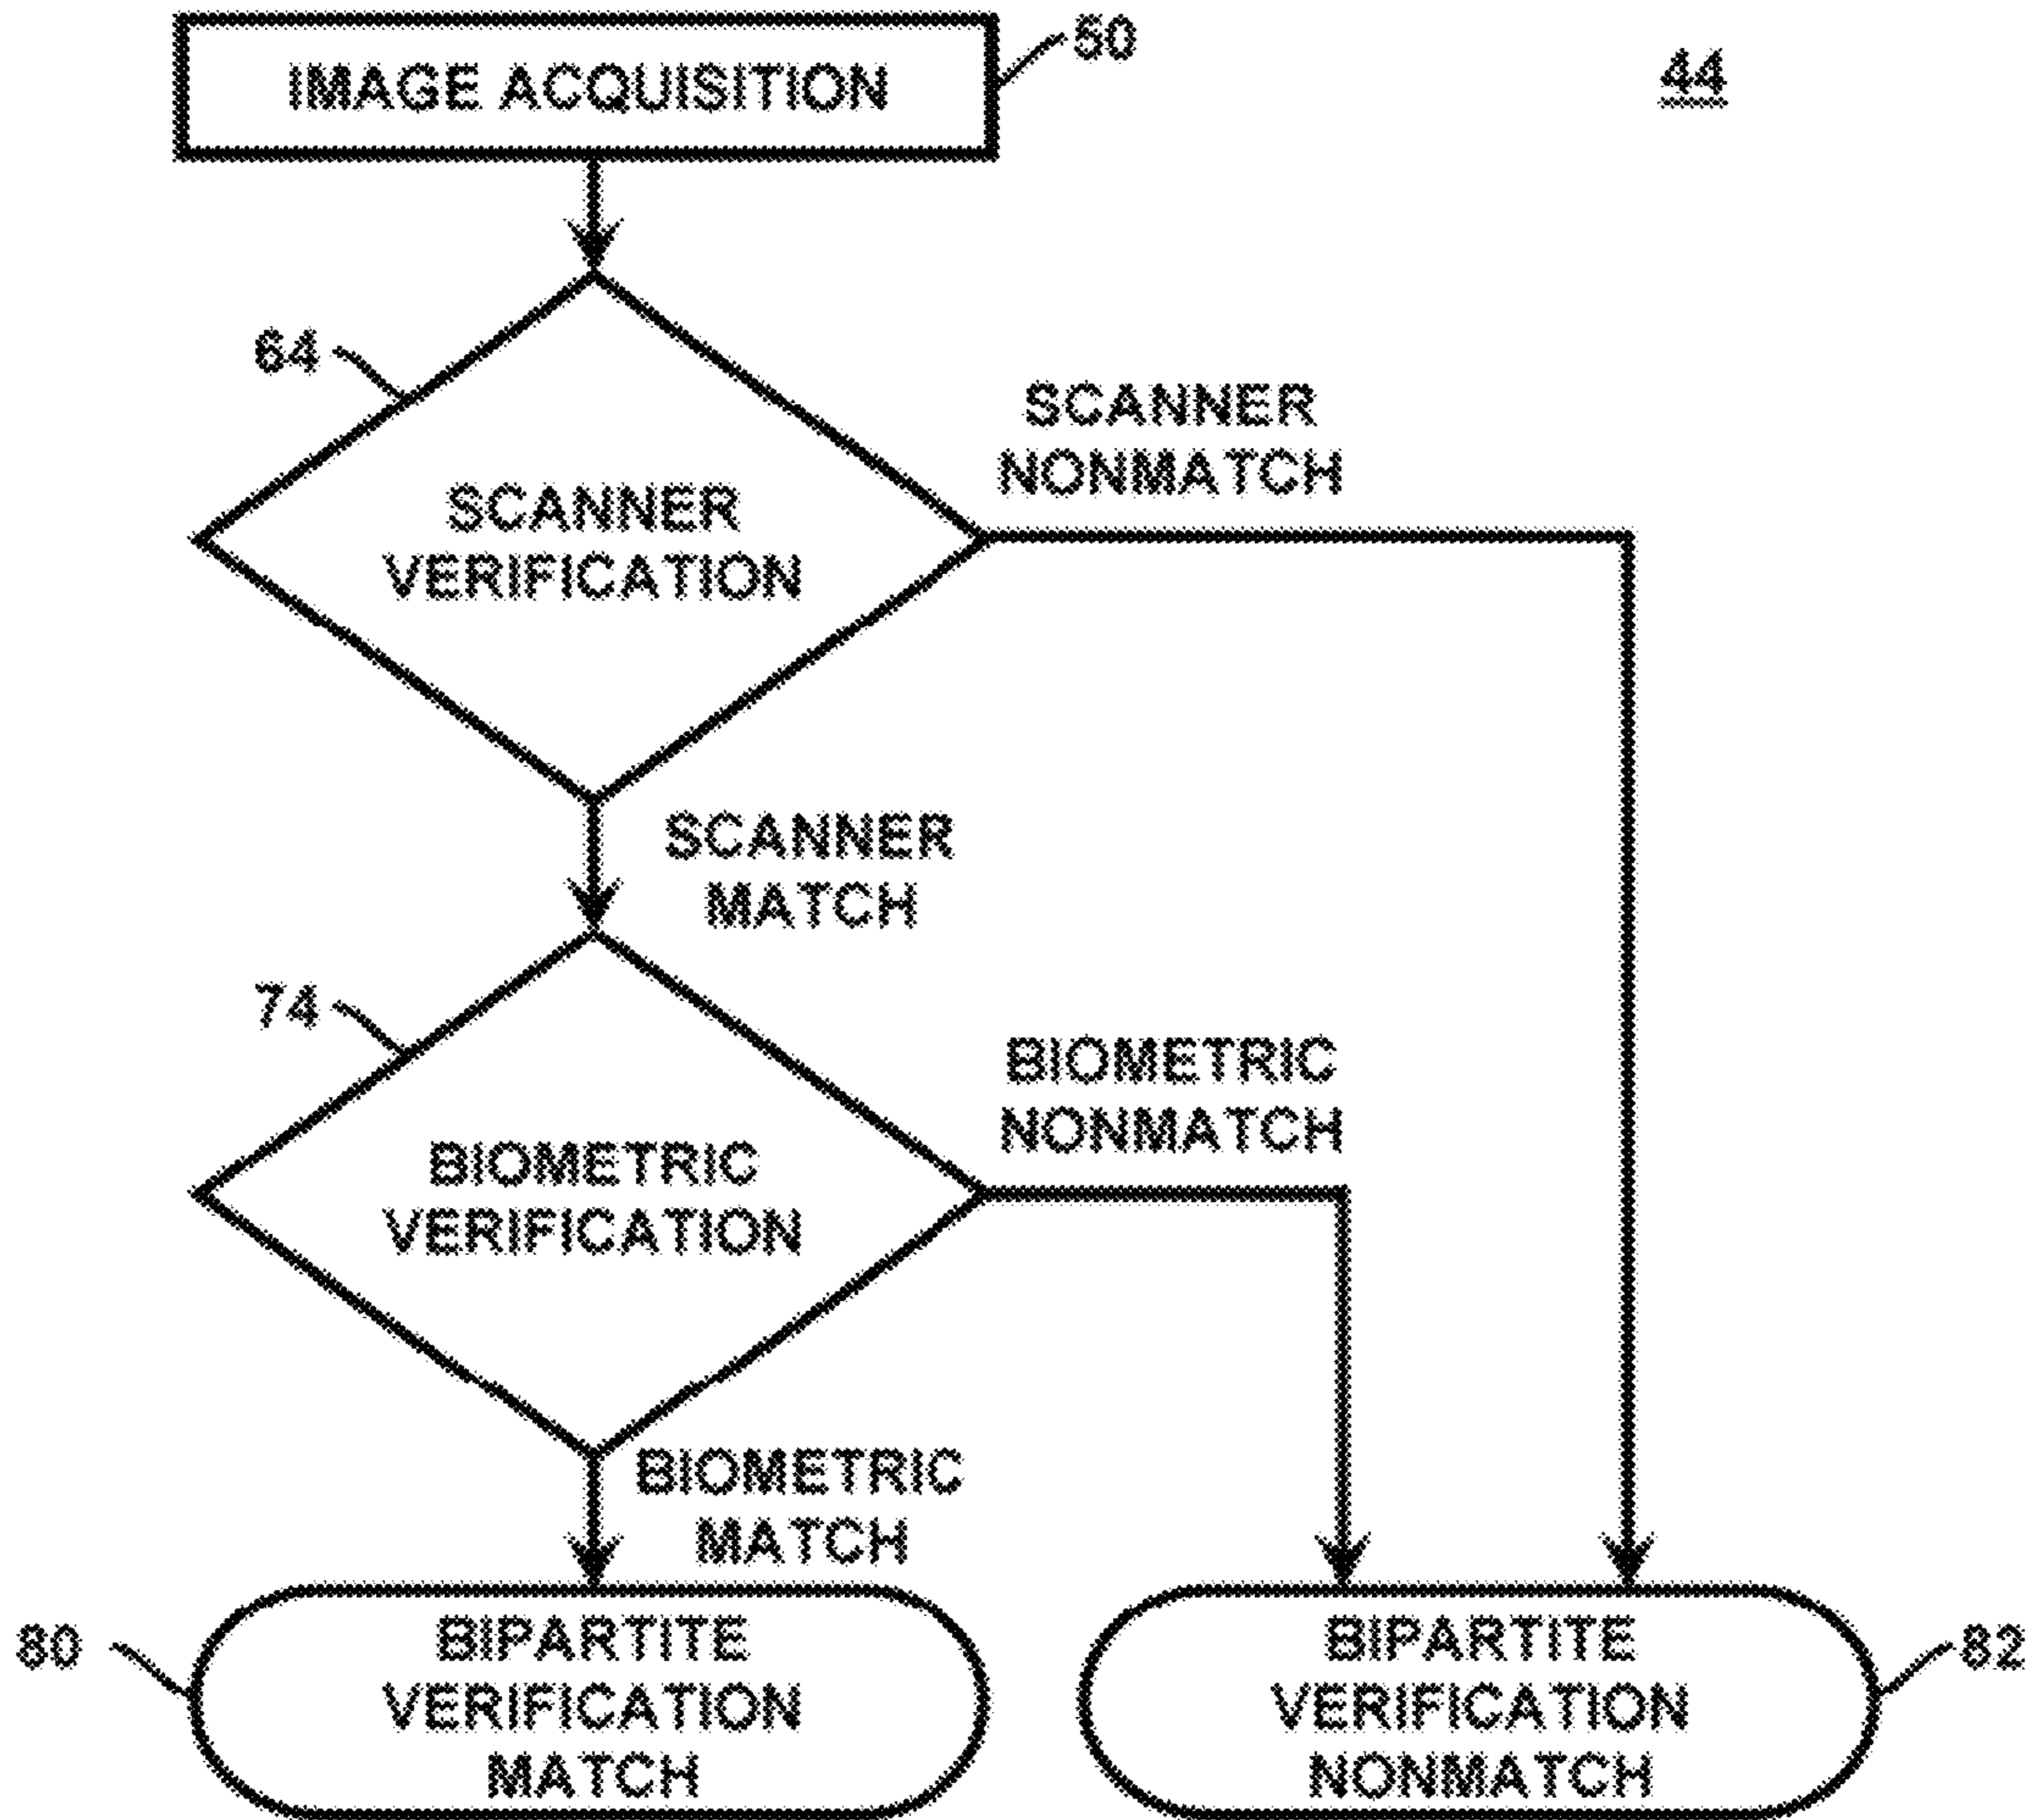 IMAGE ACQUISITION
50
44
64
SCANNER
NONMATCH
SCANNER
VERIFICATION
SCANNER
MATCH
74
BIOMETRIC
NONMATCH
BIOMETRIC
VERIFICATION
BIOMETRIC
MATCH
80
BIPARTITE
VERIFICATION
MATCH
BIPARTITE
VERIFICATION
NONMATCH
82